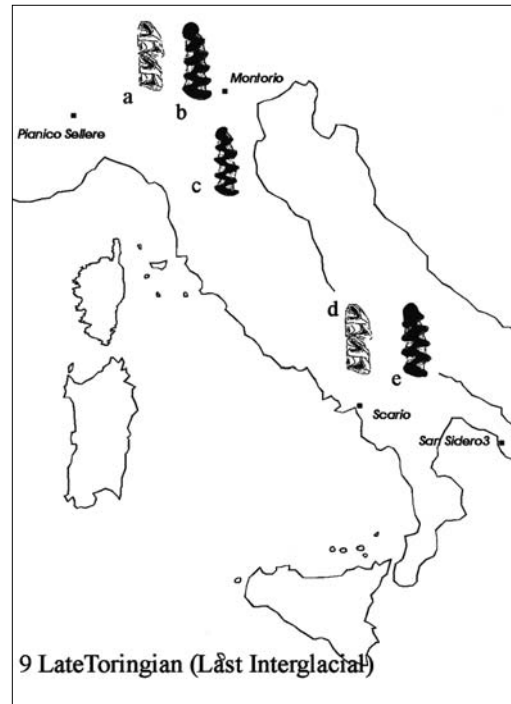 a
b
Montorio
Pianico Sellere
c
d
e
Scario
San Sidero3
9 LateToringian (Last Interglacial)